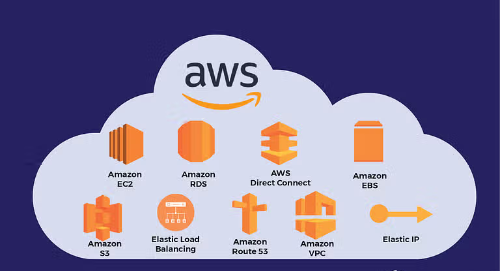 aws
Amazon
EC2
Amazon
RDS
AWS
Direct Connect
Amazon
EBS
Amazon
S3
Elastic Load
Balancing
Amazon
Route 53
Amazon
VPC
Elastic IP